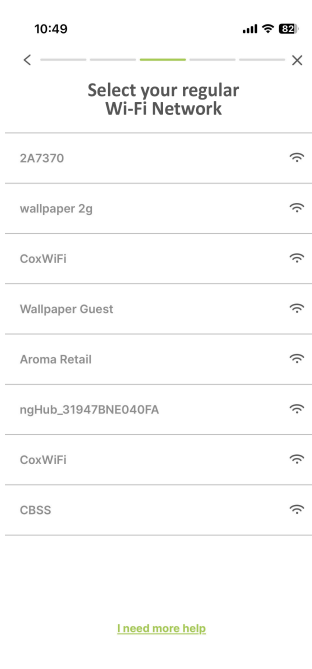 10:49
82
Select your regular
Wi-Fi Network
2A7370
wallpaper 2g
CoxWiFi
Wallpaper Guest
Aroma Retail
ngHub_31947BNE040FA
CoxWiFi
CBSS
I need more help